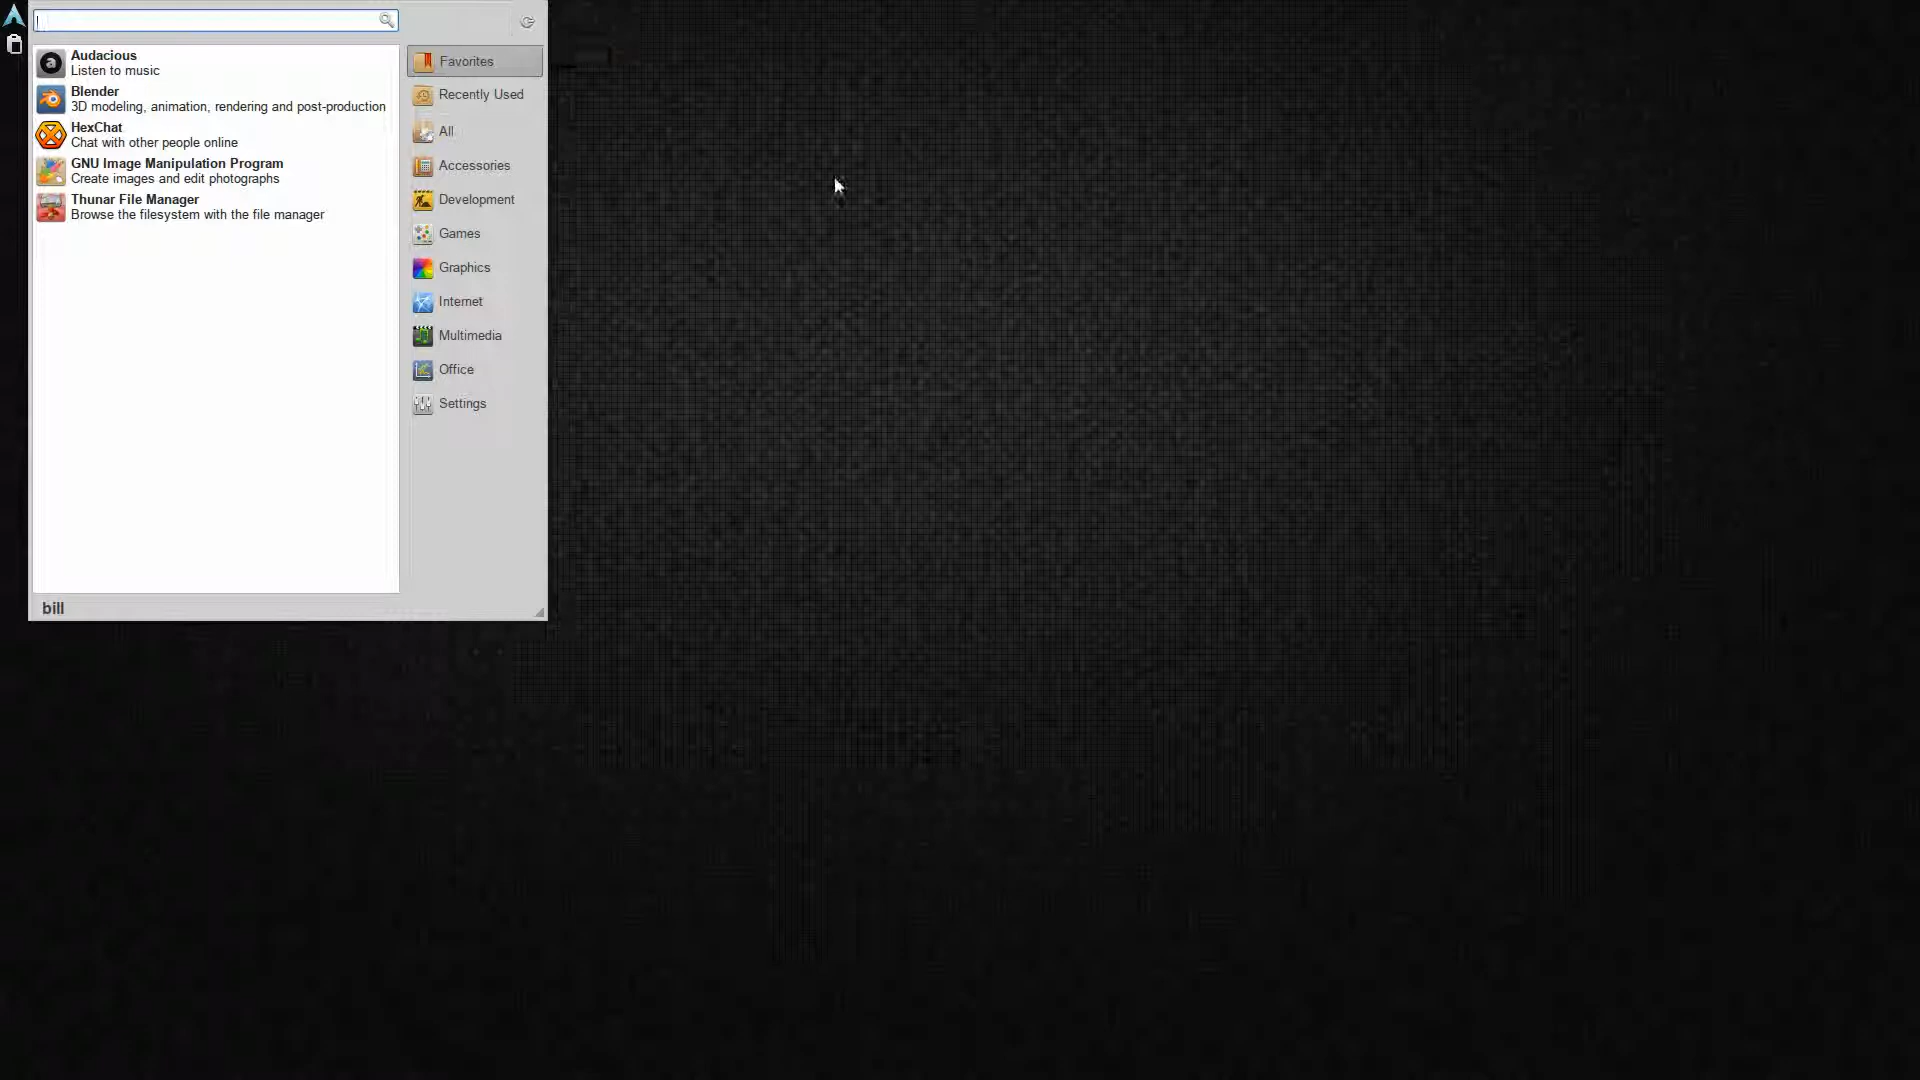 Audacious
Listen to music
Blender
3D modeling, animation, rendering and post-production
HexChat
Chat with other people online
GNU Image Manipulation Program
Create images and edit photographs
Thunar File Manager
Browse the filesystem with the file manager
Favorites
Recently Used
All
Accessories
Development
Games
Graphics
Internet
Multimedia
Office
Settings
bill